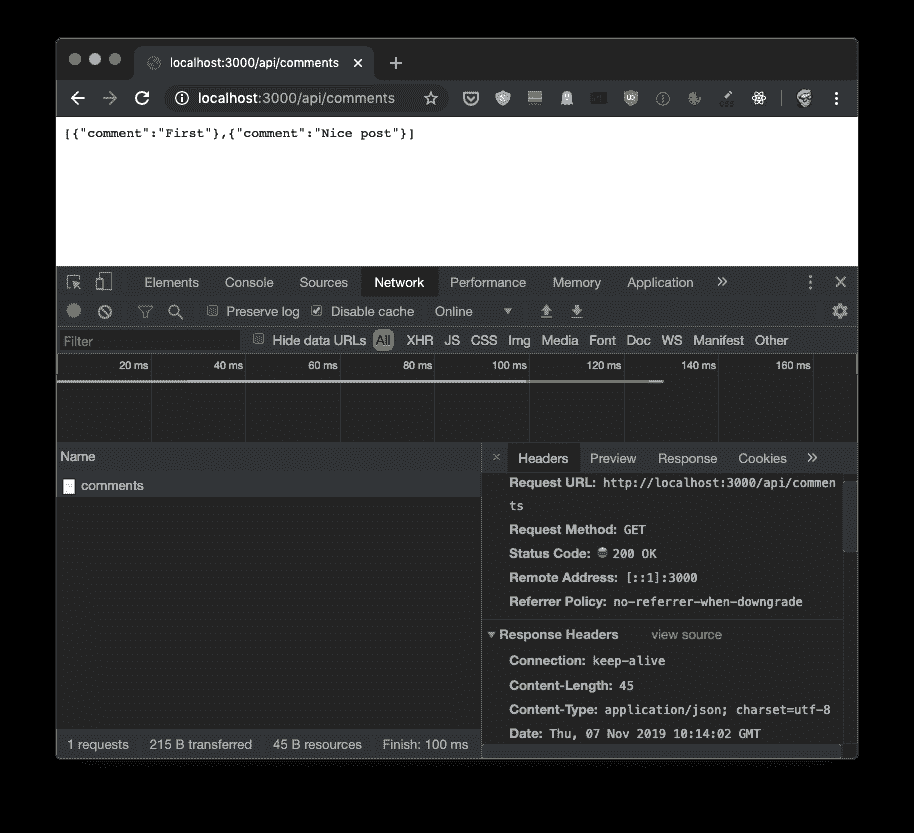 localhost:3000/api/comments
localhost:3000/api/comments
[{"comment":"First"},{"comment":"Nice post"}]
Elements Console Sources Network Performance Memory Application »
Preserve log Disable cache Online
Filter Hide data URLs All XHR JS CSS Img Media Font Doc WS Manifest Other
20 ms 40 ms 60 ms 80 ms 100 ms 120 ms 140 ms 160 ms
Name
× Headers Preview Response Cookies »
comments
Request URL: http://localhost:3000/api/commen
ts
Request Method: GET
Status Code: 200 OK
Remote Address: [::1]:3000
Referrer Policy: no-referrer-when-downgrade
Response Headers view source
Connection: keep-alive
Content-Length: 45
Content-Type: application/json; charset=utf-8
Date: Thu, 07 Nov 2019 10:14:02 GMT
1 requests 215 B transferred 45 B resources Finish: 100 ms